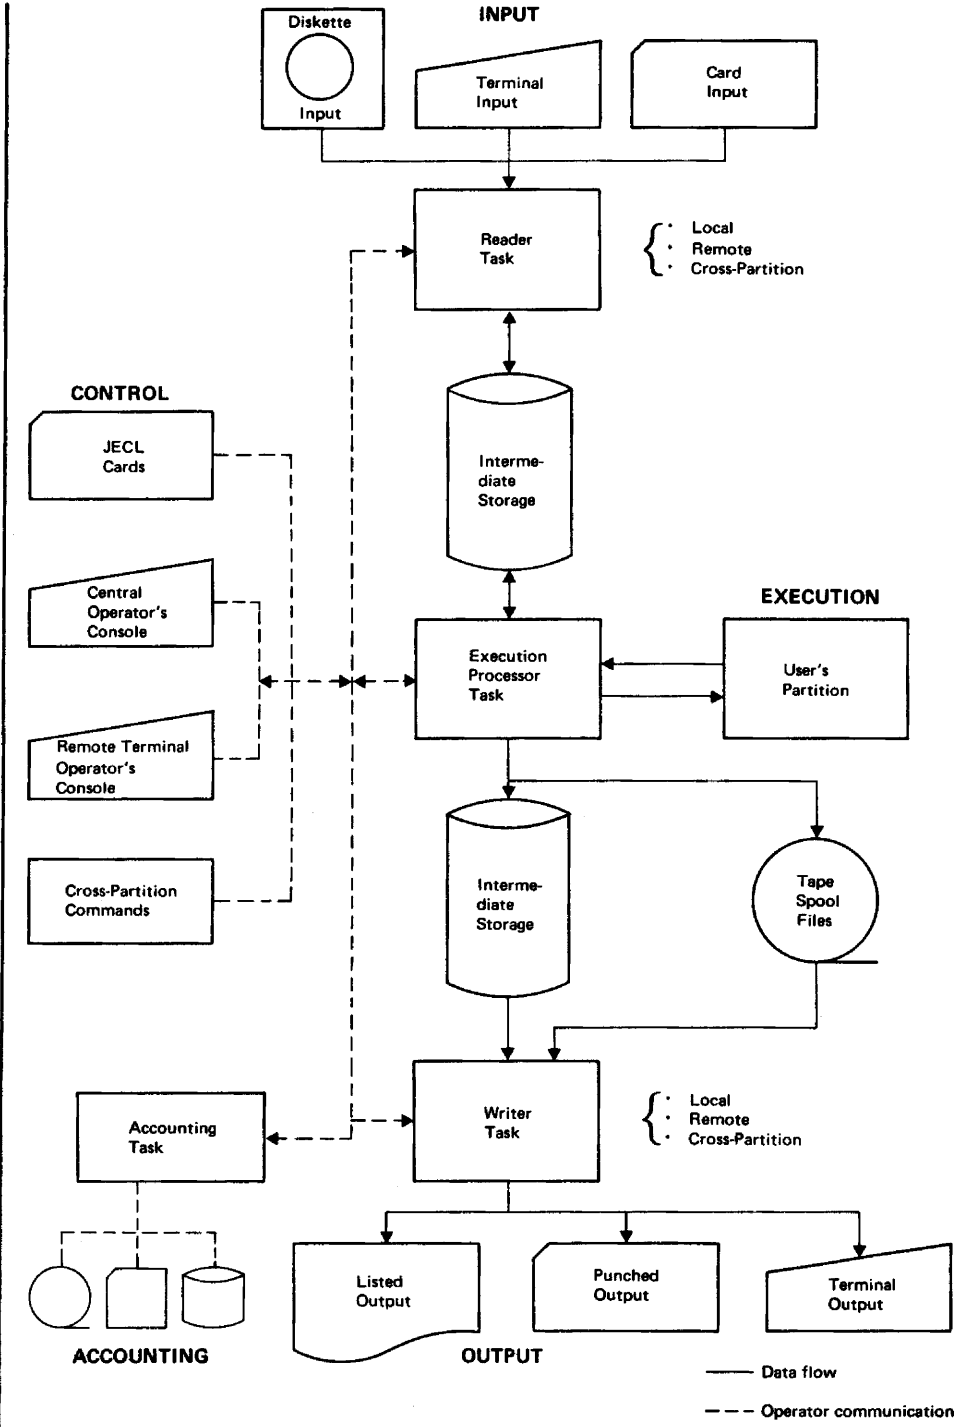 INPUT
Diskette
Input
Terminal
Input
Card
Input
Reader
Task
· Local
· Remote
· Cross-Partition
CONTROL
JECL
Cards
Interme-
diate
Storage
Central
Operator's
Console
EXECUTION
Execution
Processor
Task
User's
Partition
Remote Terminal
Operator's
Console
Cross-Partition
Commands
Interme-
diate
Storage
Tape
Spool
Files
Accounting
Task
Writer
Task
· Local
· Remote
· Cross-Partition
Listed
Output
Punched
Output
Terminal
Output
ACCOUNTING
OUTPUT
Data flow
Operator communication